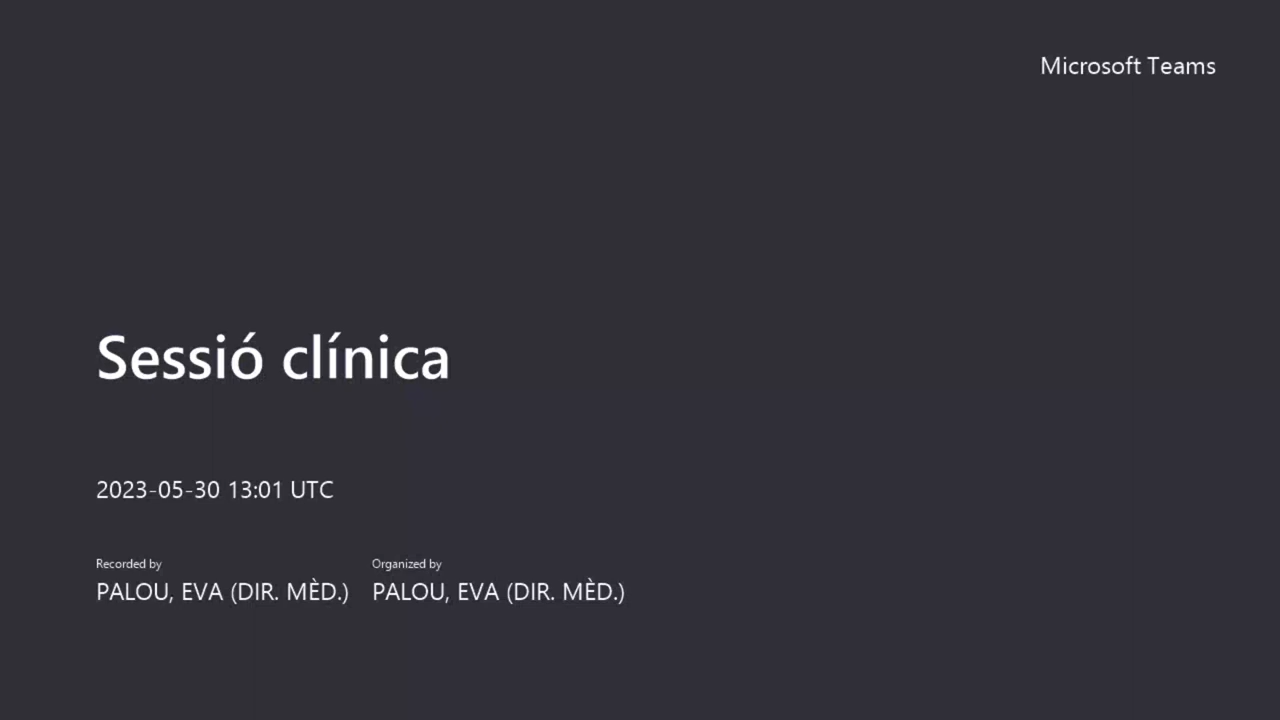 Microsoft Teams
Sessió clínica
2023-05-30 13:01 UTC
Recorded by
PALOU, EVA (DIR. MÈD.)
Organized by
PALOU, EVA (DIR. MÈD.)